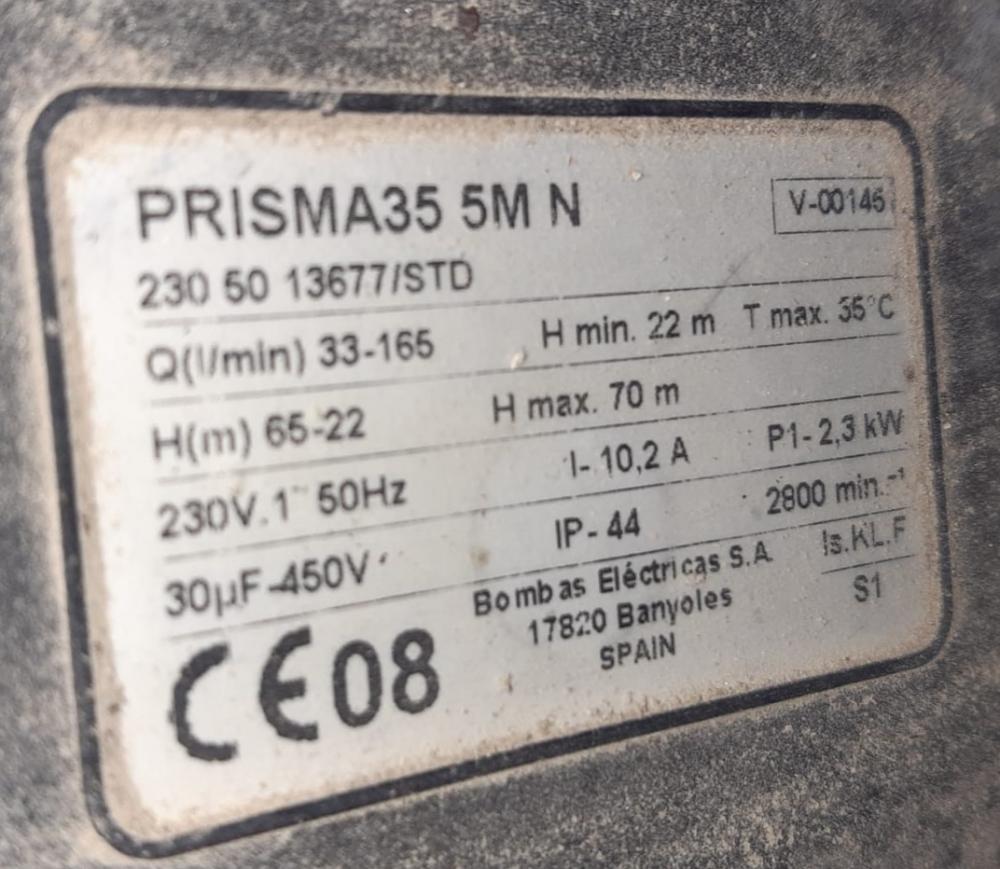 PRISMA35 5M N V-00146
230 50 13677/STD
Q(l/min) 33-165 H min. 22 m T max. 35°C
H(m) 65-22 H max. 70 m
230V.1~ 50Hz I- 10,2 A P1- 2,3 kW
30µF-450V IP- 44 2800 min.⁻¹
Bombas Eléctricas S.A Is.KL.F
17820 Banyoles S1
SPAIN
CE08